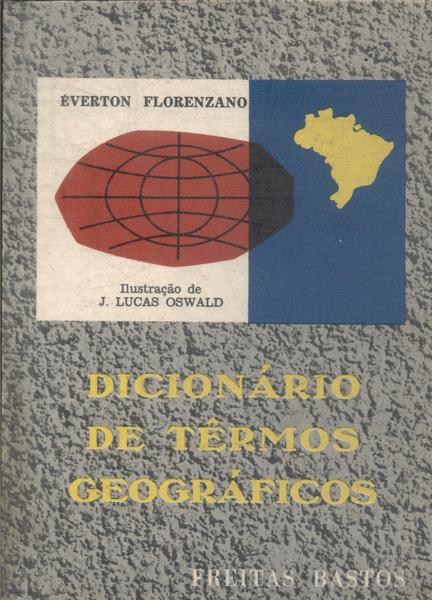 ÉVERTON FLORENZANO
Ilustração de
J. LUCAS OSWALD
DICIONÁRIO
DE TÊRMOS
GEOGRÁFICOS
FREITAS BASTOS